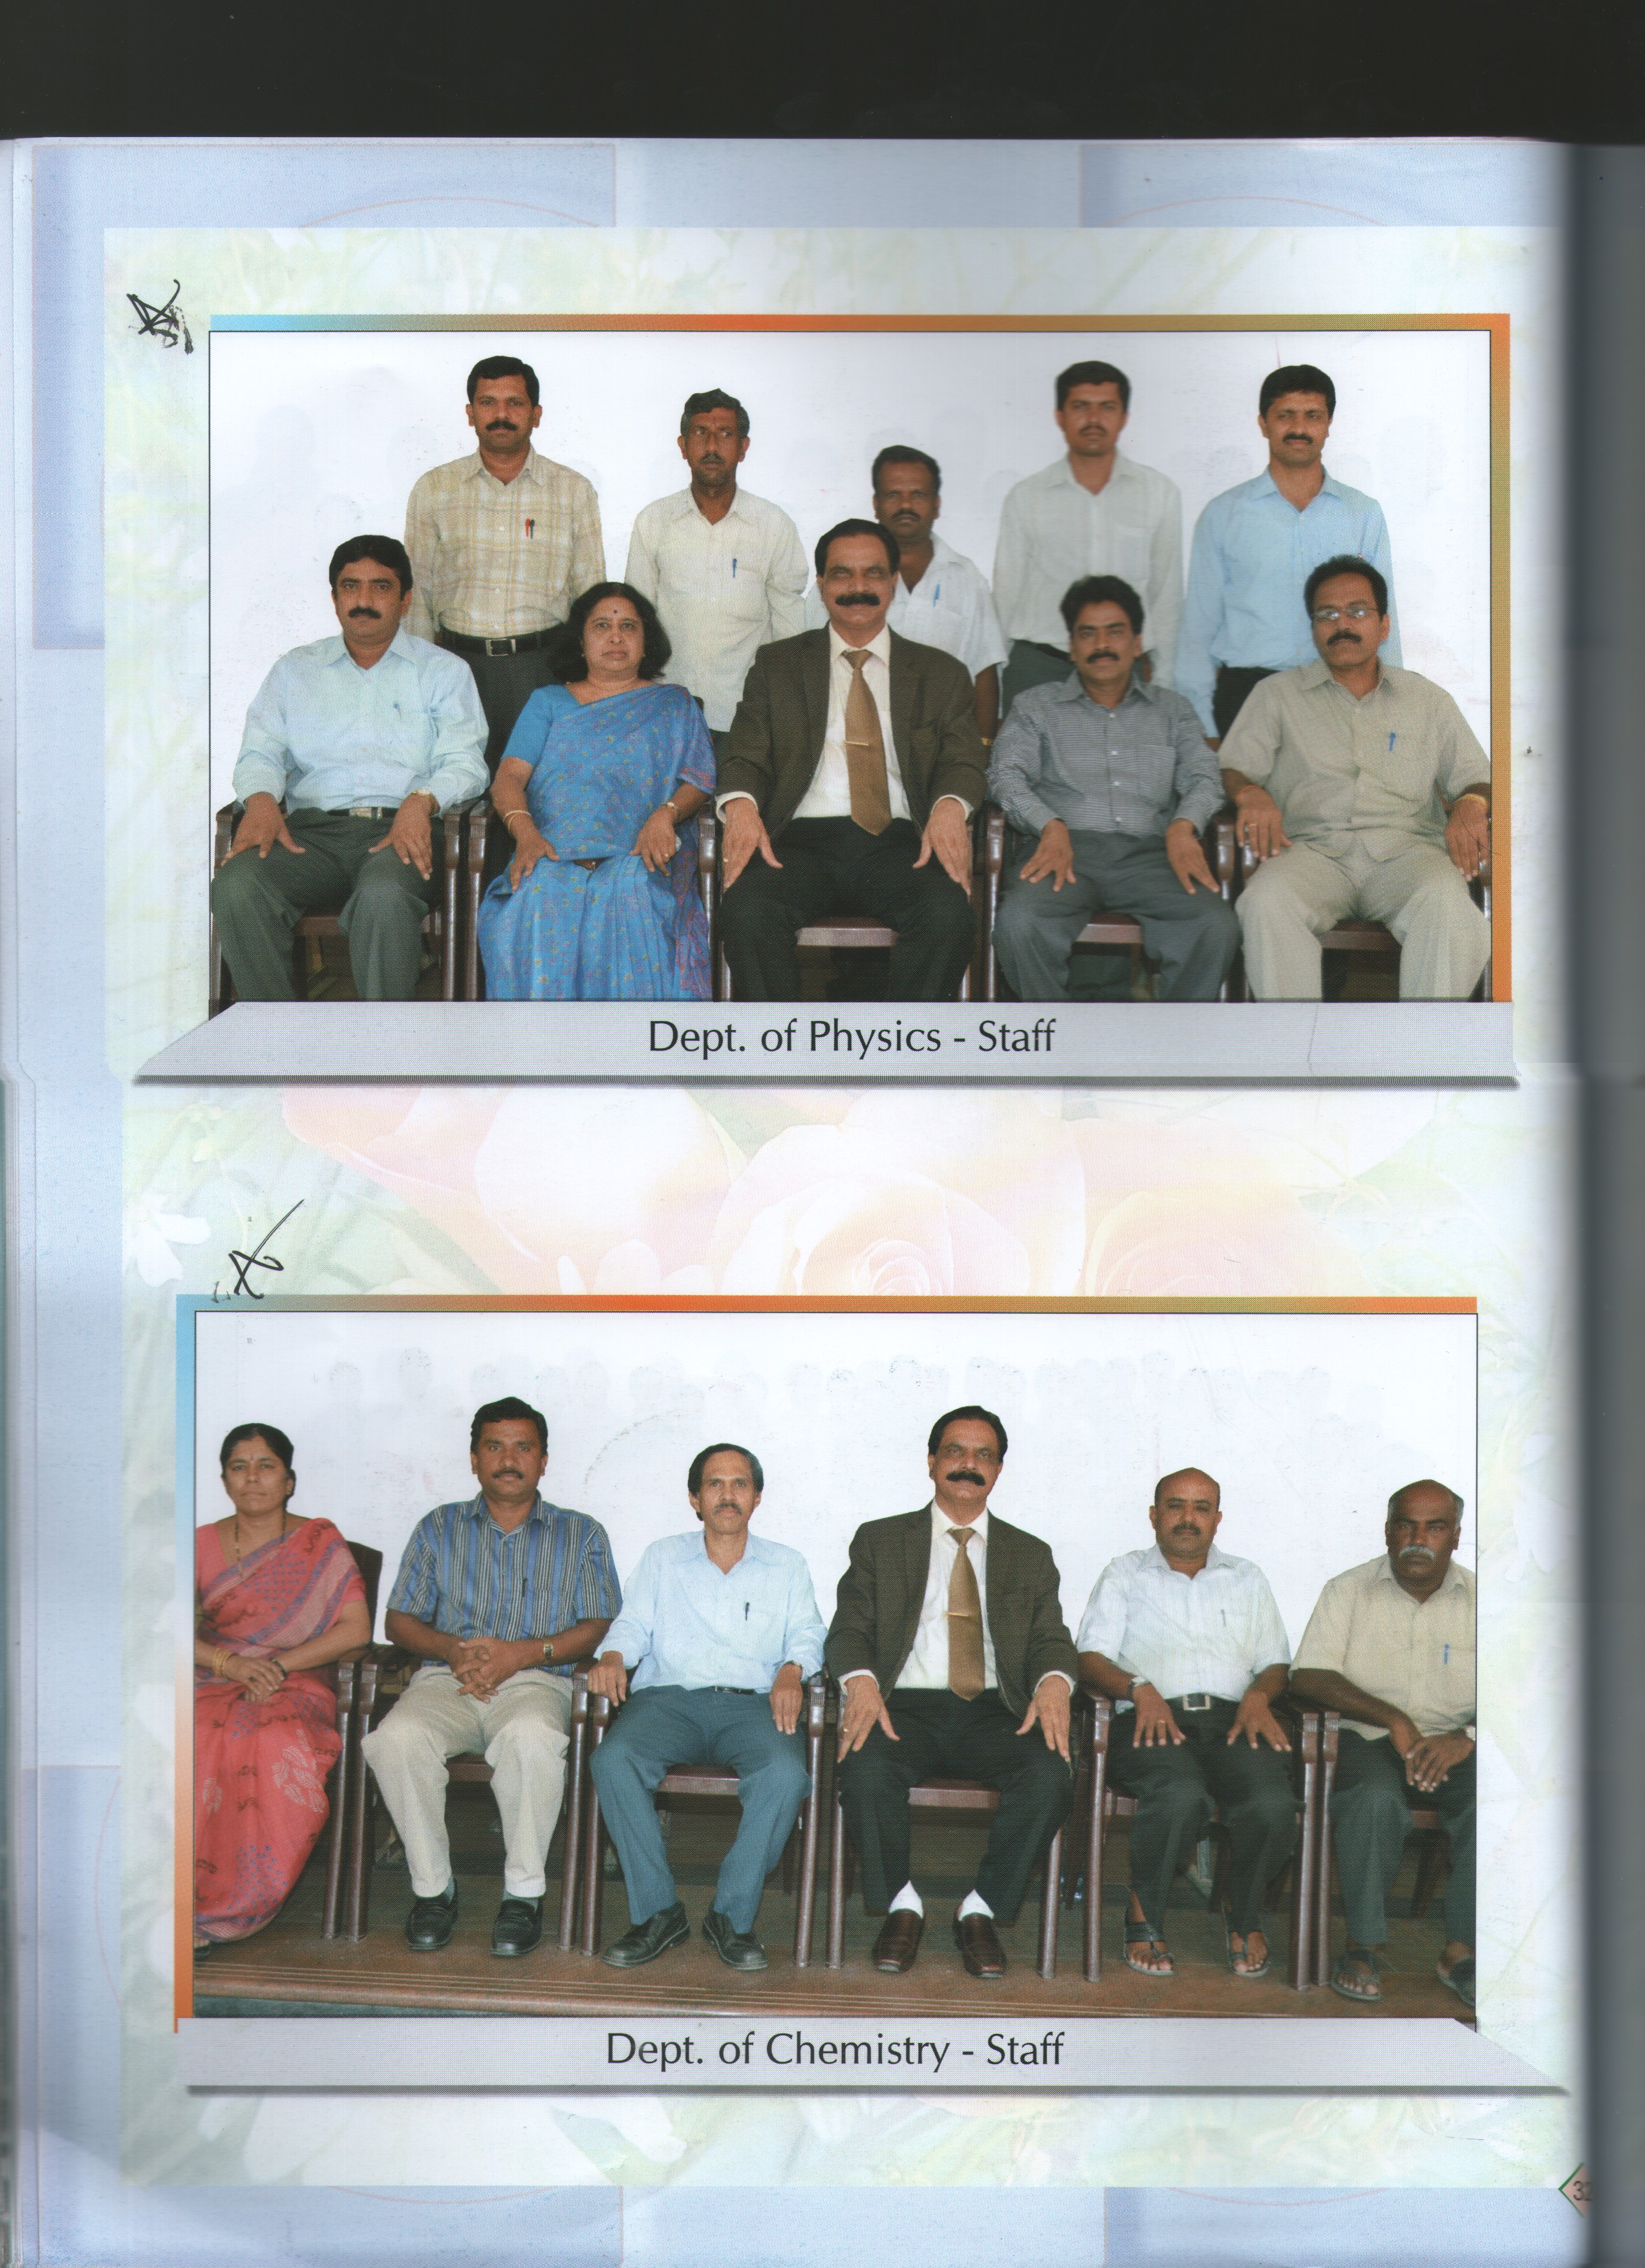 Dept. of Physics - Staff
Dept. of Chemistry - Staff